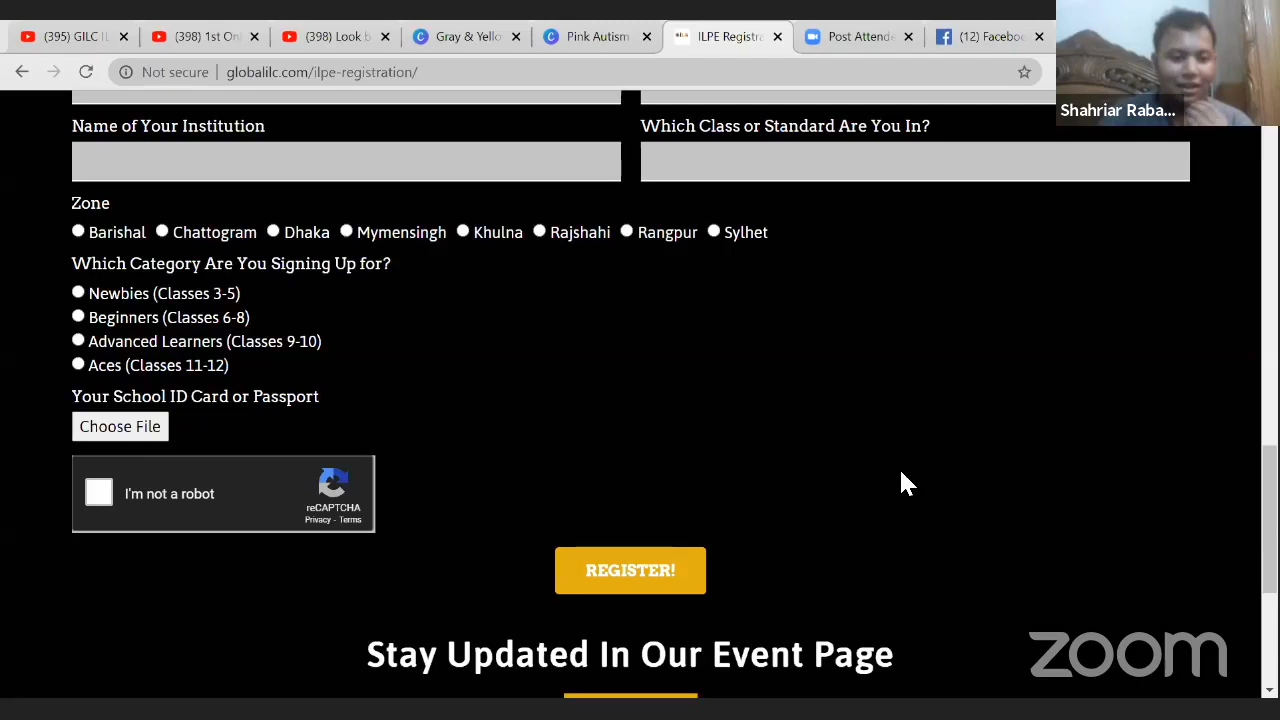 (395) GILC IL
(398) 1st Onl
(398) Look b
Gray & Yello
Pink Autism
ILPE Registra
Post Attende
(12) Faceboo
Not secure
globalilc.com/ilpe-registration/
Shahriar Raba...
Name of Your Institution
Which Class or Standard Are You In?
Zone
Barishal Chattogram Dhaka Mymensingh Khulna Rajshahi Rangpur Sylhet
Which Category Are You Signing Up for?
Newbies (Classes 3-5)
Beginners (Classes 6-8)
Advanced Learners (Classes 9-10)
Aces (Classes 11-12)
Your School ID Card or Passport
Choose File
I'm not a robot
reCAPTCHA
Privacy - Terms
REGISTER!
Stay Updated In Our Event Page
zoom